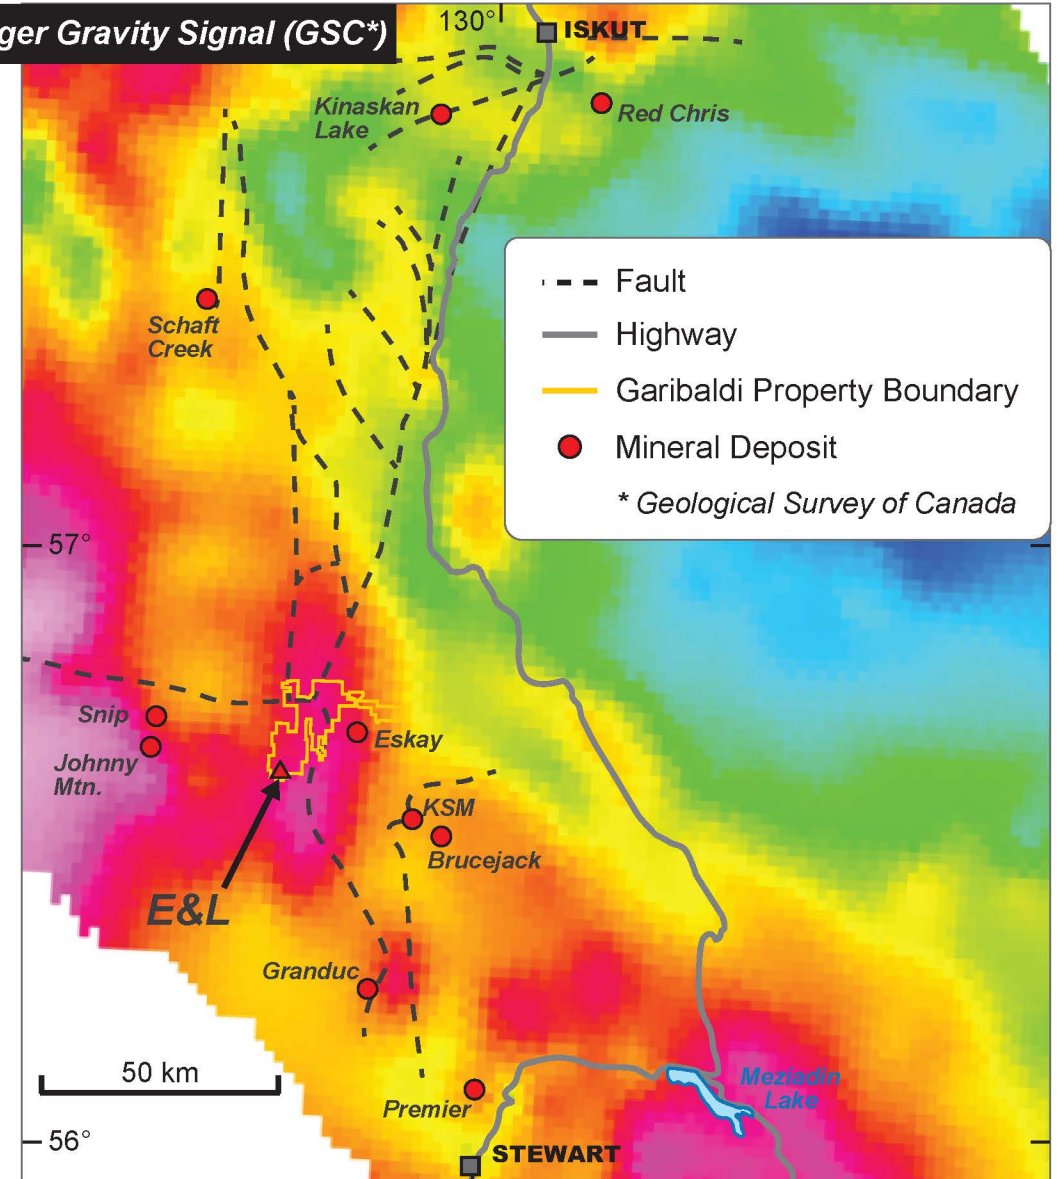 ger Gravity Signal (GSC*)
130°
ISKUT
Kinaskan
Lake
Red Chris
Fault
Highway
Garibaldi Property Boundary
Mineral Deposit
* Geological Survey of Canada
Schaft
Creek
57°
Snip
Johnny
Mtn.
Eskay
KSM
Brucejack
E&L
Granduc
50 km
Meziadin
Lake
Premier
56°
STEWART